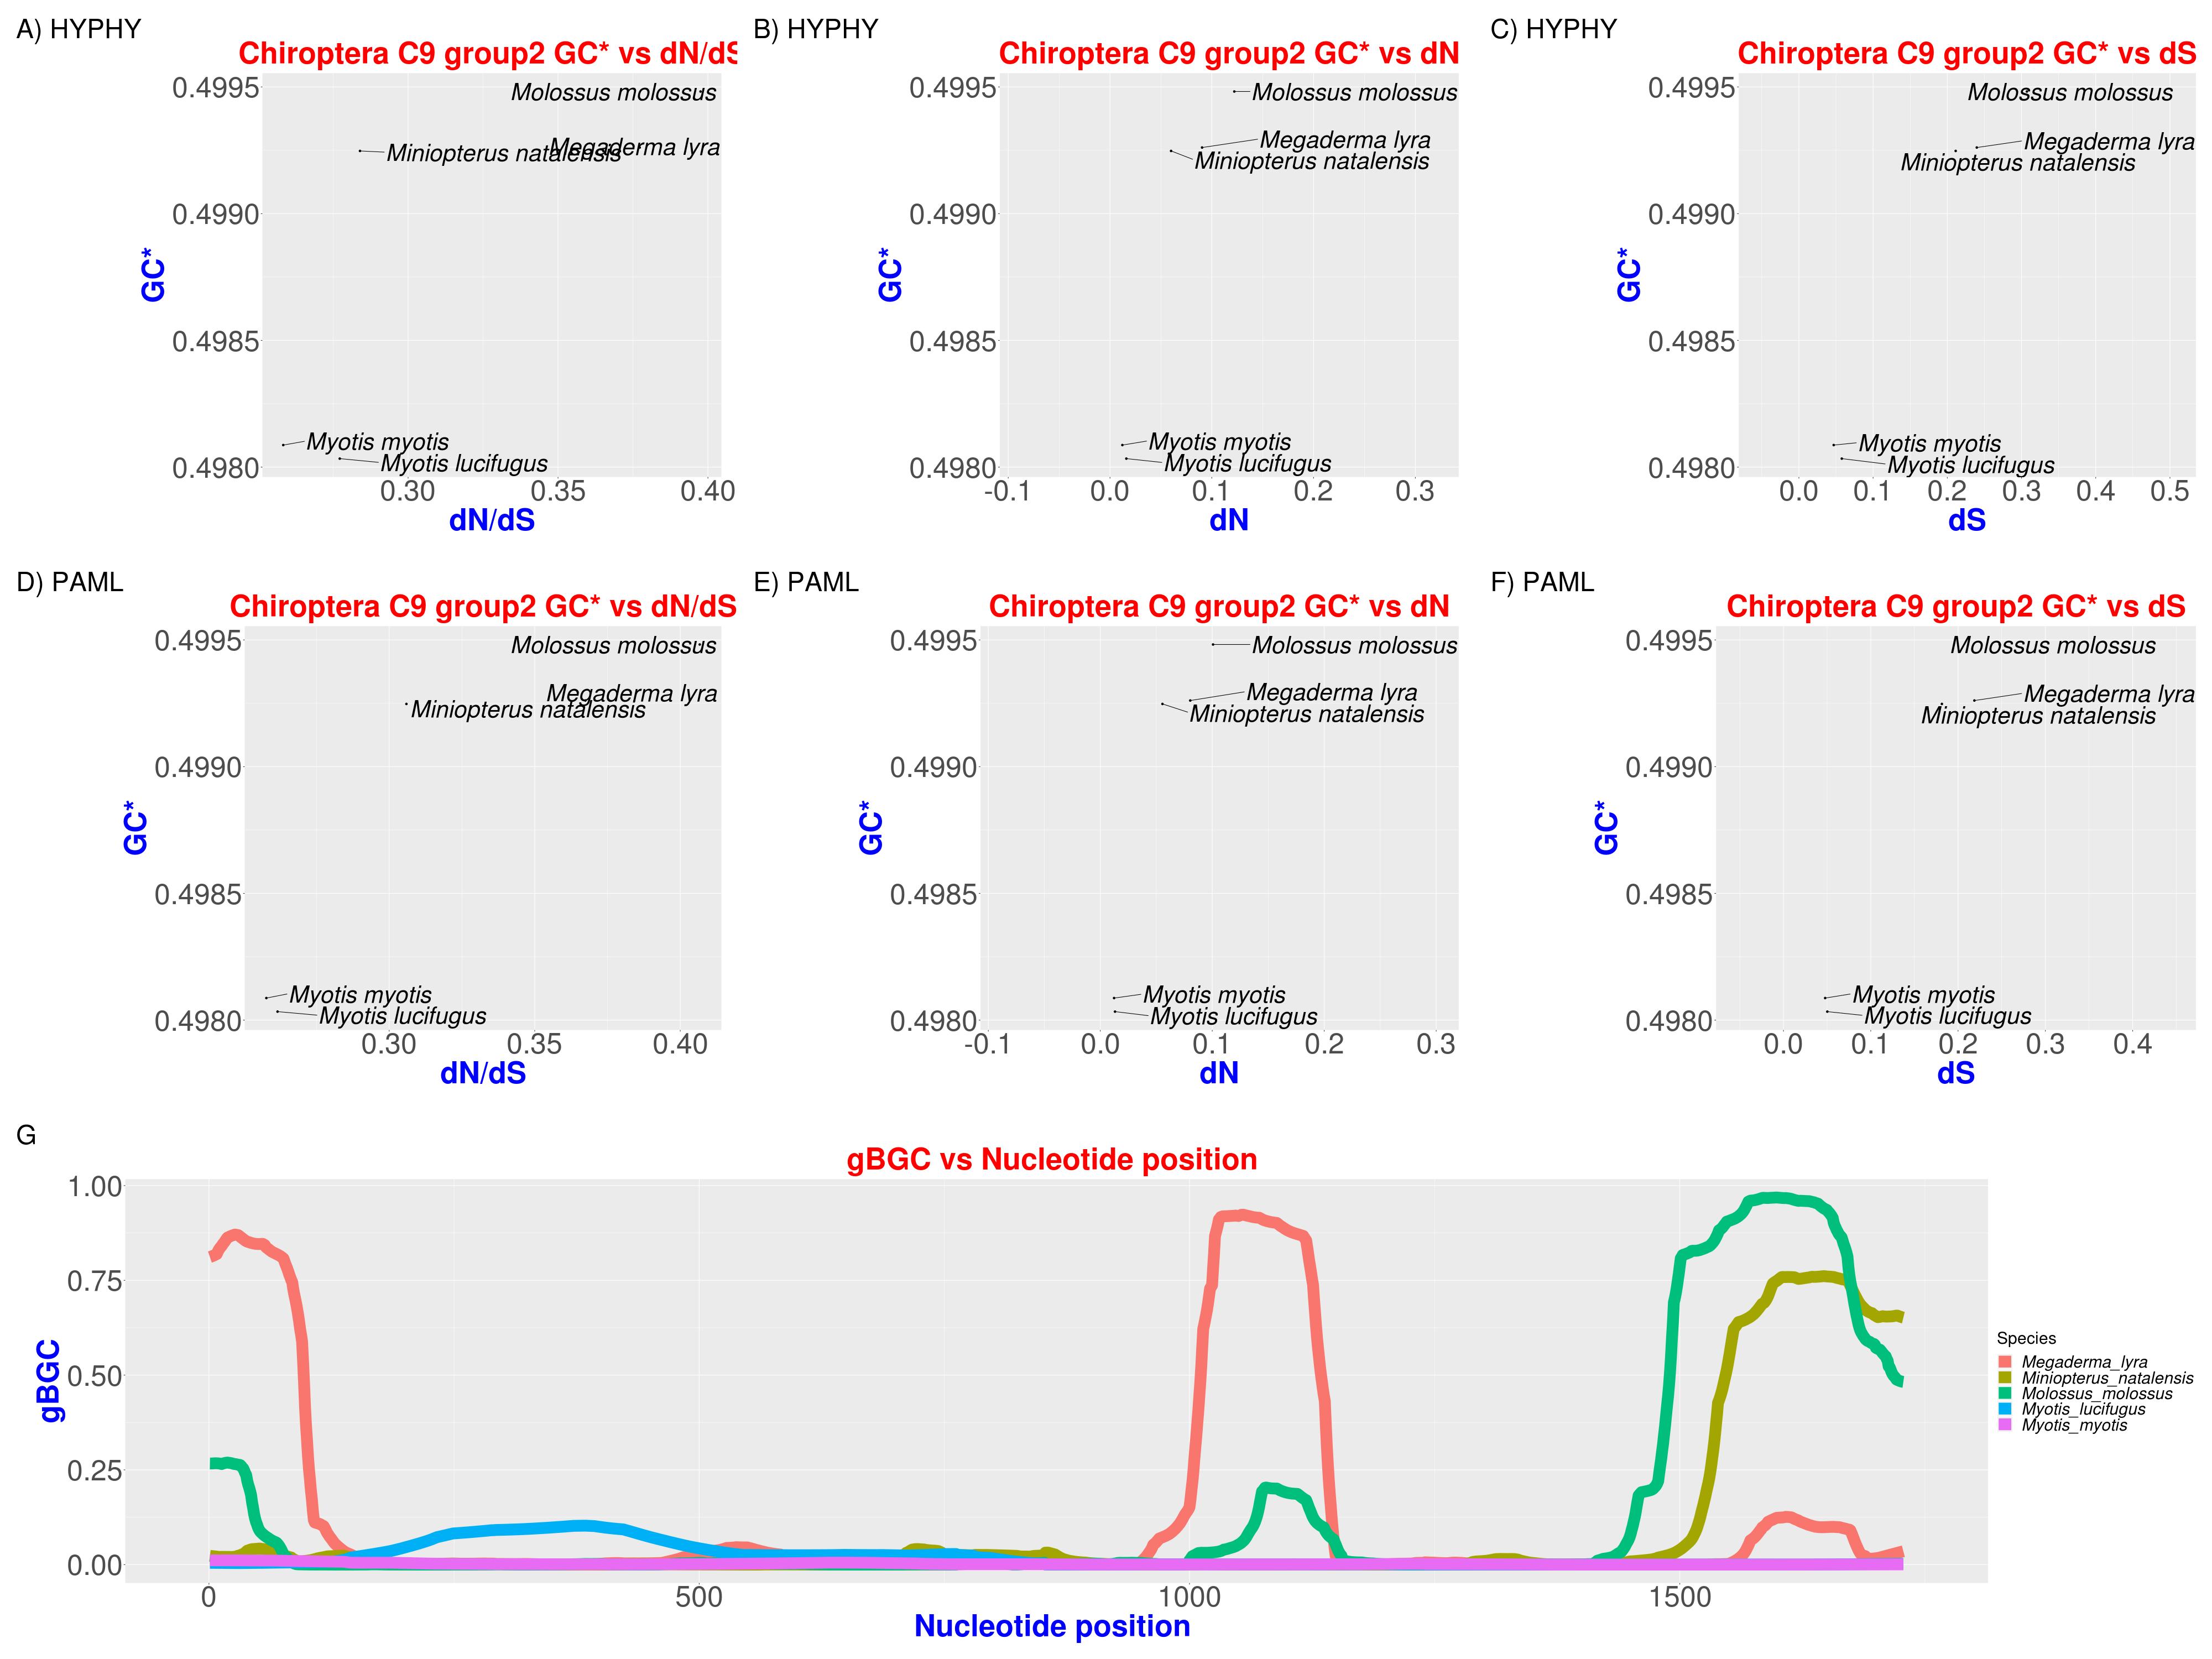 A) HYPHY
Chiroptera C9 group2 GC* vs dN/dS
0.4995
0.4990
0.4985
0.4980
GC*
Molossus molossus
Megaderma lyra
Miniopterus natalensis
Myotis myotis
Myotis lucifugus
0.30 0.35 0.40
dN/dS
B) HYPHY
Chiroptera C9 group2 GC* vs dN
0.4995
0.4990
0.4985
0.4980
GC*
Molossus molossus
Megaderma lyra
Miniopterus natalensis
Myotis myotis
Myotis lucifugus
-0.1 0.0 0.1 0.2 0.3
dN
C) HYPHY
Chiroptera C9 group2 GC* vs dS
0.4995
0.4990
0.4985
0.4980
GC*
Molossus molossus
Megaderma lyra
Miniopterus natalensis
Myotis myotis
Myotis lucifugus
0.0 0.1 0.2 0.3 0.4 0.5
dS
D) PAML
Chiroptera C9 group2 GC* vs dN/dS
0.4995
0.4990
0.4985
0.4980
GC*
Molossus molossus
Megaderma lyra
Miniopterus natalensis
Myotis myotis
Myotis lucifugus
0.30 0.35 0.40
dN/dS
E) PAML
Chiroptera C9 group2 GC* vs dN
0.4995
0.4990
0.4985
0.4980
GC*
Molossus molossus
Megaderma lyra
Miniopterus natalensis
Myotis myotis
Myotis lucifugus
-0.1 0.0 0.1 0.2 0.3
dN
F) PAML
Chiroptera C9 group2 GC* vs dS
0.4995
0.4990
0.4985
0.4980
GC*
Molossus molossus
Megaderma lyra
Miniopterus natalensis
Myotis myotis
Myotis lucifugus
0.0 0.1 0.2 0.3 0.4
dS
G
gBGC vs Nucleotide position
1.00
0.75
0.50
0.25
0.00
gBGC
0 500 1000 1500
Nucleotide position
Species
Megaderma_lyra
Miniopterus_natalensis
Molossus_molossus
Myotis_lucifugus
Myotis_myotis